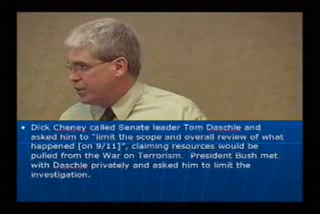 • Dick Cheney called Senate leader Tom Daschle and
asked him to "limit the scope and overall review of what
happened [on 9/11]", claiming resources would
be pulled from the War on Terrorism. President Bush met
with Daschle privately and asked him to limit the
investigation.